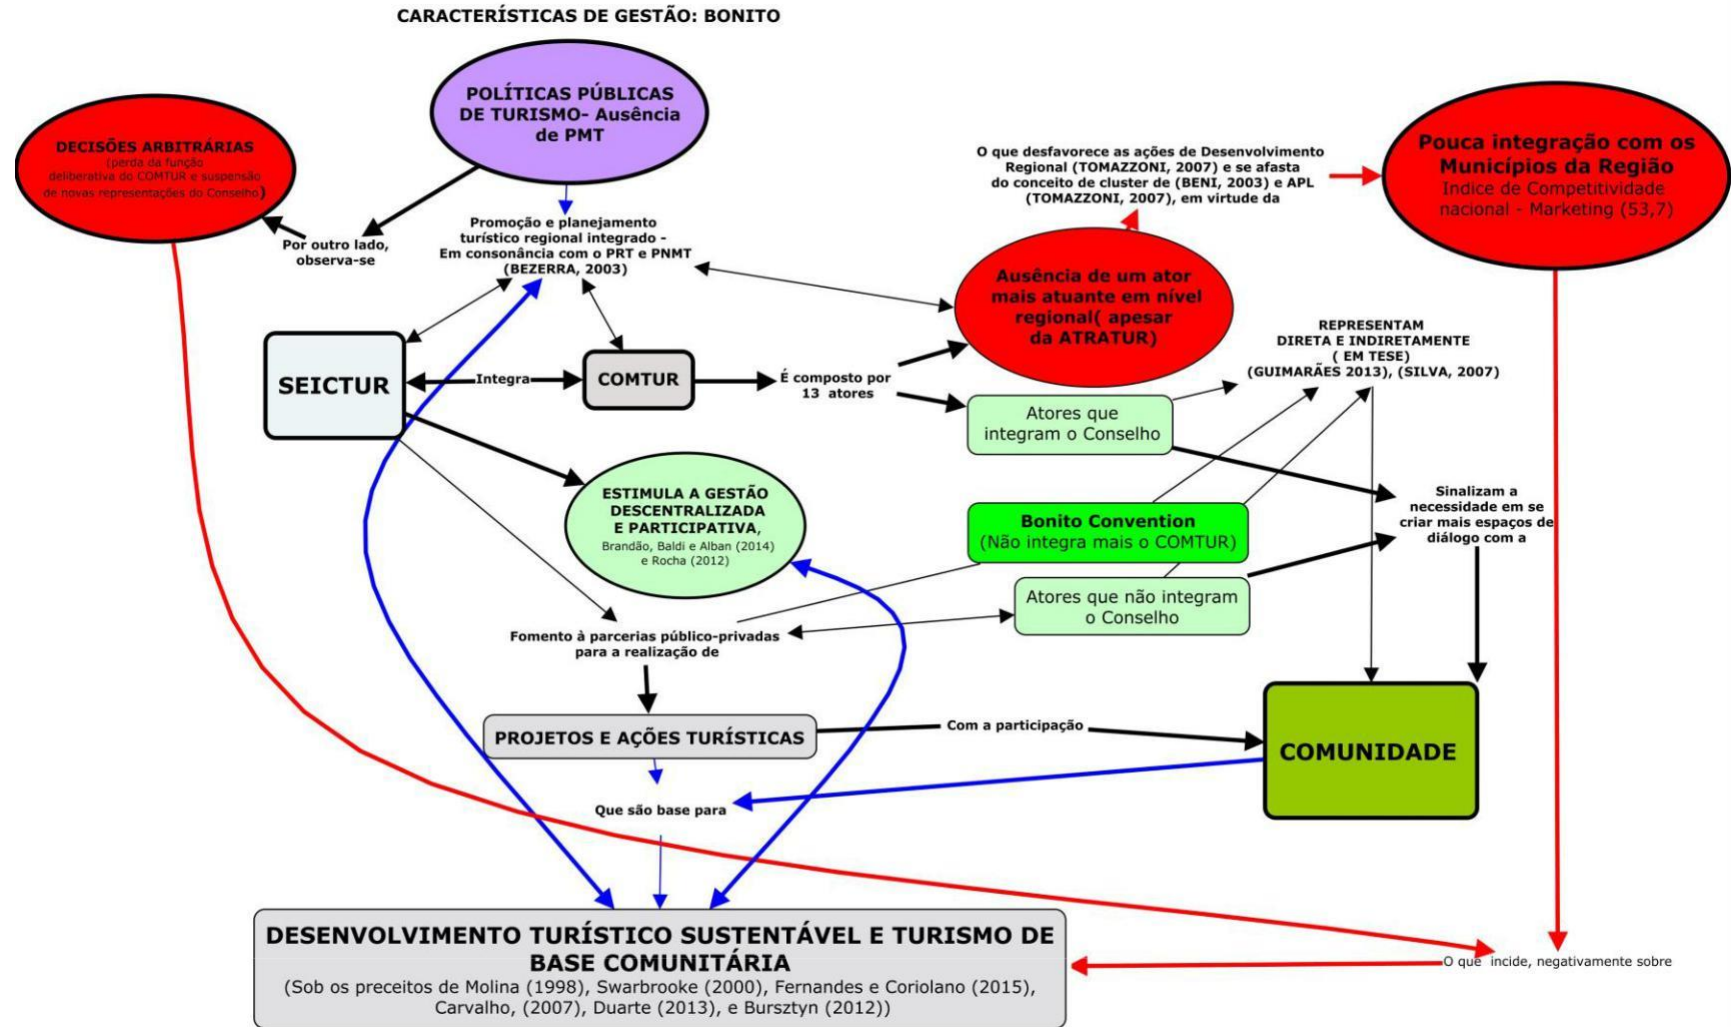 CARACTERÍSTICAS DE GESTÃO: BONITO
POLÍTICAS PÚBLICAS
DE TURISMO- Ausência
de PMT
DECISÕES ARBITRÁRIAS
(perda da função
deliberativa do COMTUR e suspensão
de novas representações do Conselho)
Por outro lado,
observa-se
Promoção e planejamento
turístico regional integrado -
Em consonância com o PRT e PNMT
(BEZERRA, 2003)
O que desfavorece as ações de Desenvolvimento
Regional (TOMAZZONI, 2007) e se afasta
do conceito de cluster de (BENI, 2003) e APL
(TOMAZZONI, 2007), em virtude da
Pouca integração com os
Municípios da Região
Indice de Competitividade
nacional - Marketing (53,7)
Ausência de um ator
mais atuante em nível
regional( apesar
da ATRATUR)
REPRESENTAM
DIRETA E INDIRETAMENTE
( EM TESE)
(GUIMARÃES 2013), (SILVA, 2007)
SEICTUR
Integra
COMTUR
É composto por
13 atores
Atores que
integram o Conselho
ESTIMULA A GESTÃO
DESCENTRALIZADA
E PARTICIPATIVA,
Brandão, Baldi e Alban (2014)
e Rocha (2012)
Bonito Convention
(Não integra mais o COMTUR)
Sinalizam a
necessidade em se
criar mais espaços de
diálogo com a
Atores que não integram
o Conselho
Fomento à parcerias público-privadas
para a realização de
PROJETOS E AÇÕES TURÍSTICAS
Com a participação
COMUNIDADE
Que são base para
DESENVOLVIMENTO TURÍSTICO SUSTENTÁVEL E TURISMO DE
BASE COMUNITÁRIA
(Sob os preceitos de Molina (1998), Swarbrooke (2000), Fernandes e Coriolano (2015),
Carvalho, (2007), Duarte (2013), e Bursztyn (2012))
O que incide, negativamente sobre